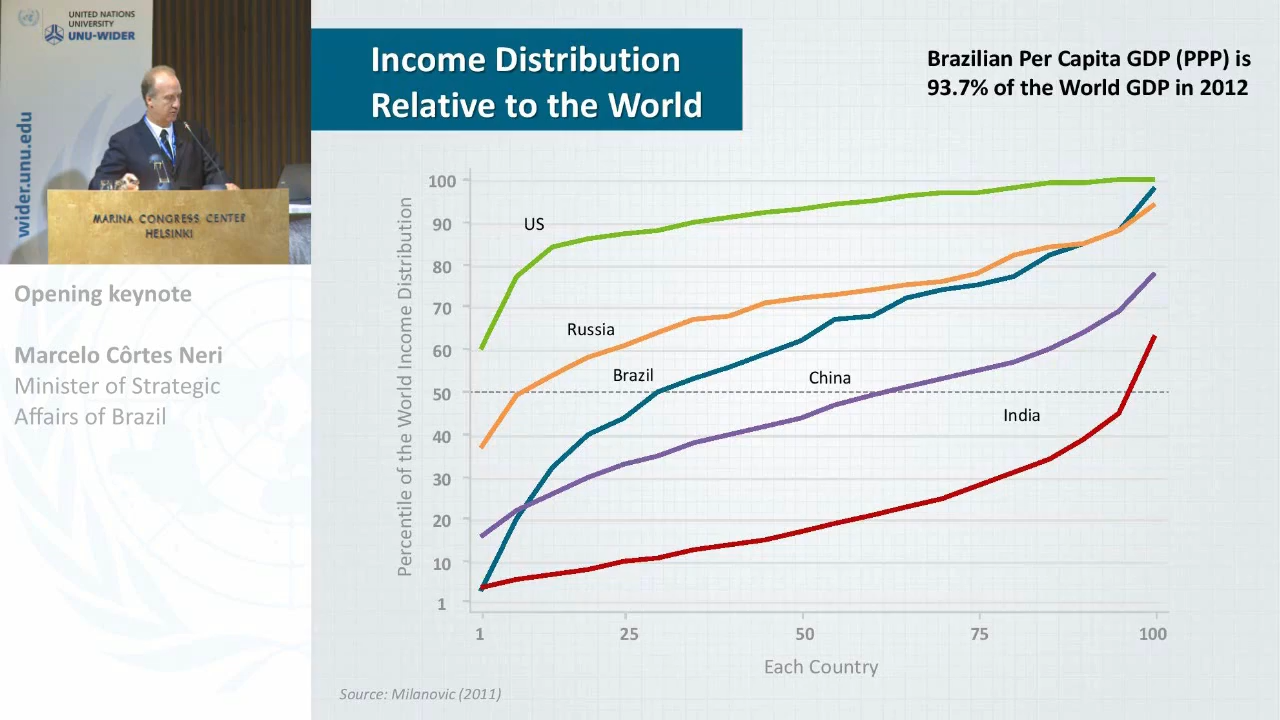 UNITED NATIONS
UNIVERSITY
UNU-WIDER
wider.unu.edu
MARINA CONGRESS CENTER
HELSINKI
Opening keynote
Marcelo Côrtes Neri
Minister of Strategic
Affairs of Brazil
Income Distribution
Relative to the World
Brazilian Per Capita GDP (PPP) is
93.7% of the World GDP in 2012
Percentile of the World Income Distribution
100
90
80
70
60
50
40
30
20
10
1
US
Russia
Brazil
China
India
1 25 50 75 100
Each Country
Source: Milanovic (2011)